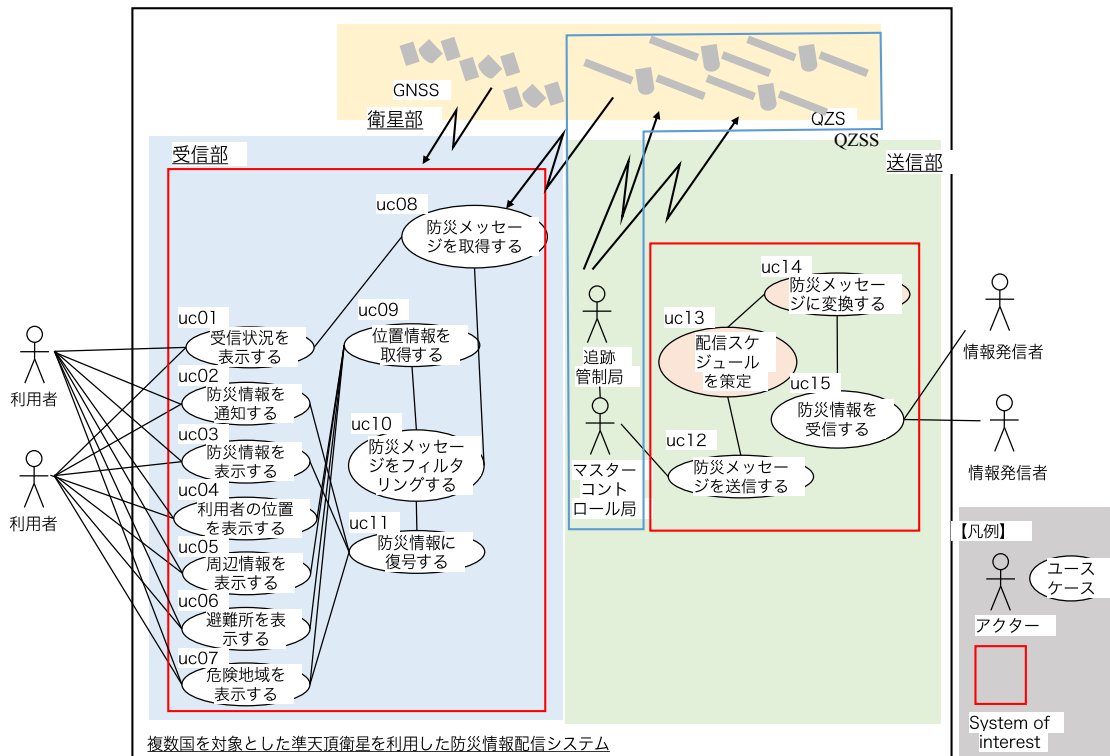 GNSS
衛星部
QZS
QZSS
受信部
送信部
uc08
防災メッセー
ジを取得する
uc01
受信状況を
表示する
uc02
防災情報を
通知する
uc03
防災情報を
表示する
uc04
利用者の位置
を表示する
uc05
周辺情報を
表示する
uc06
避難所を表
示する
uc07
危険地域を
表示する
uc09
位置情報を
取得する
uc10
防災メッセー
ジをフィルタ
リングする
uc11
防災情報に
復号する
利用者
利用者
追跡
管制局
マスター
コント
ロール局
uc14
防災メッセー
ジに変換する
uc13
配信スケ
ジュール
を策定
uc15
防災情報を
受信する
uc12
防災メッセー
ジを送信する
情報発信者
情報発信者
【凡例】
ユース
ケース
アクター
System of
interest
複数国を対象とした準天頂衛星を利用した防災情報配信システム